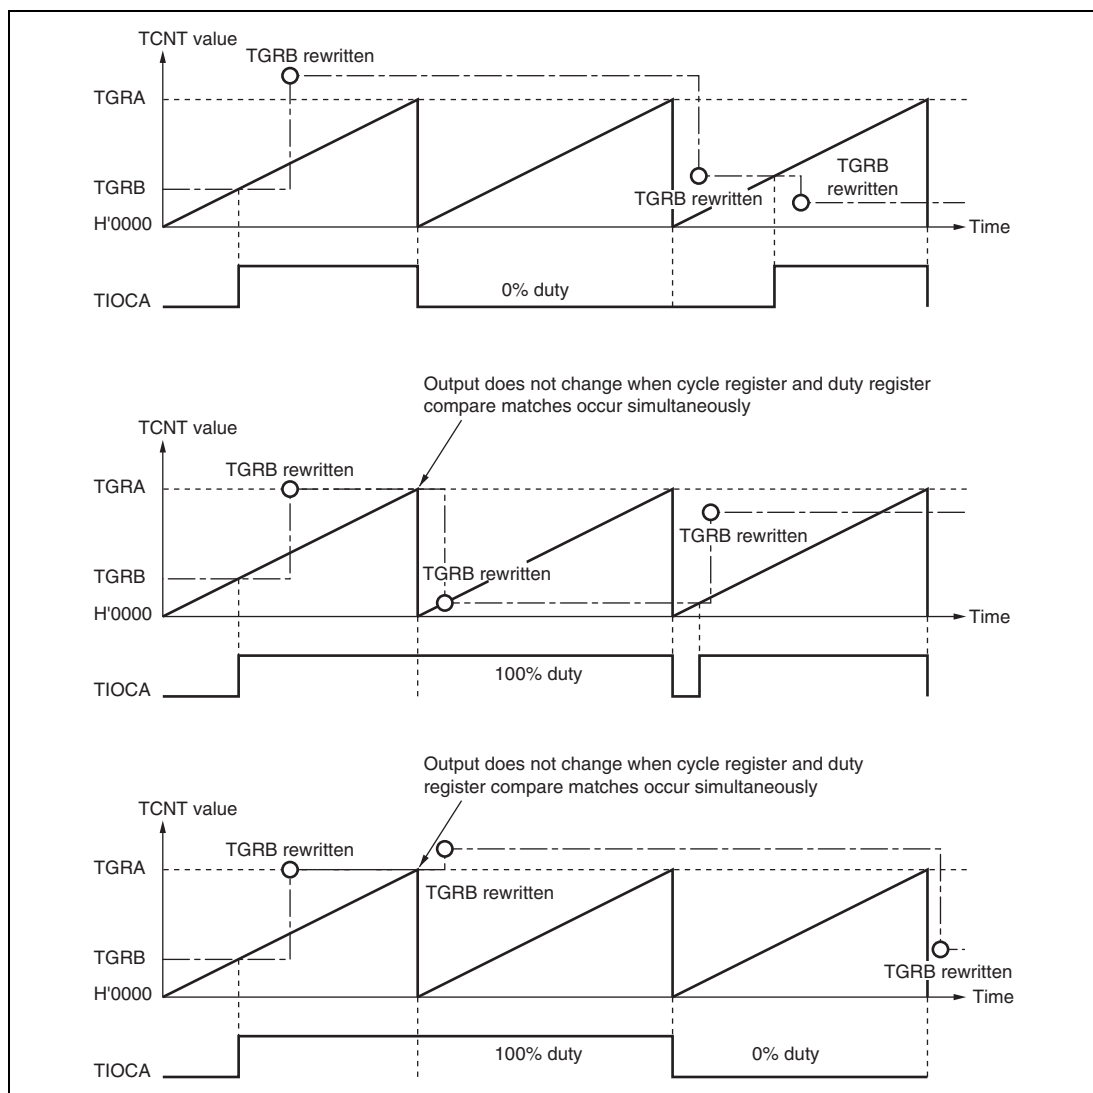 TCNT value
TGRB rewritten
TGRA
TGRB
rewritten
TGRB
TGRB rewritten
H'0000
Time
TIOCA
0% duty
Output does not change when cycle register and duty register
compare matches occur simultaneously
TCNT value
TGRB rewritten
TGRA
TGRB rewritten
TGRB
TGRB rewritten
H'0000
Time
TIOCA
100% duty
Output does not change when cycle register and duty
register compare matches occur simultaneously
TCNT value
TGRB rewritten
TGRA
TGRB rewritten
TGRB
TGRB rewritten
H'0000
Time
TIOCA
100% duty
0% duty